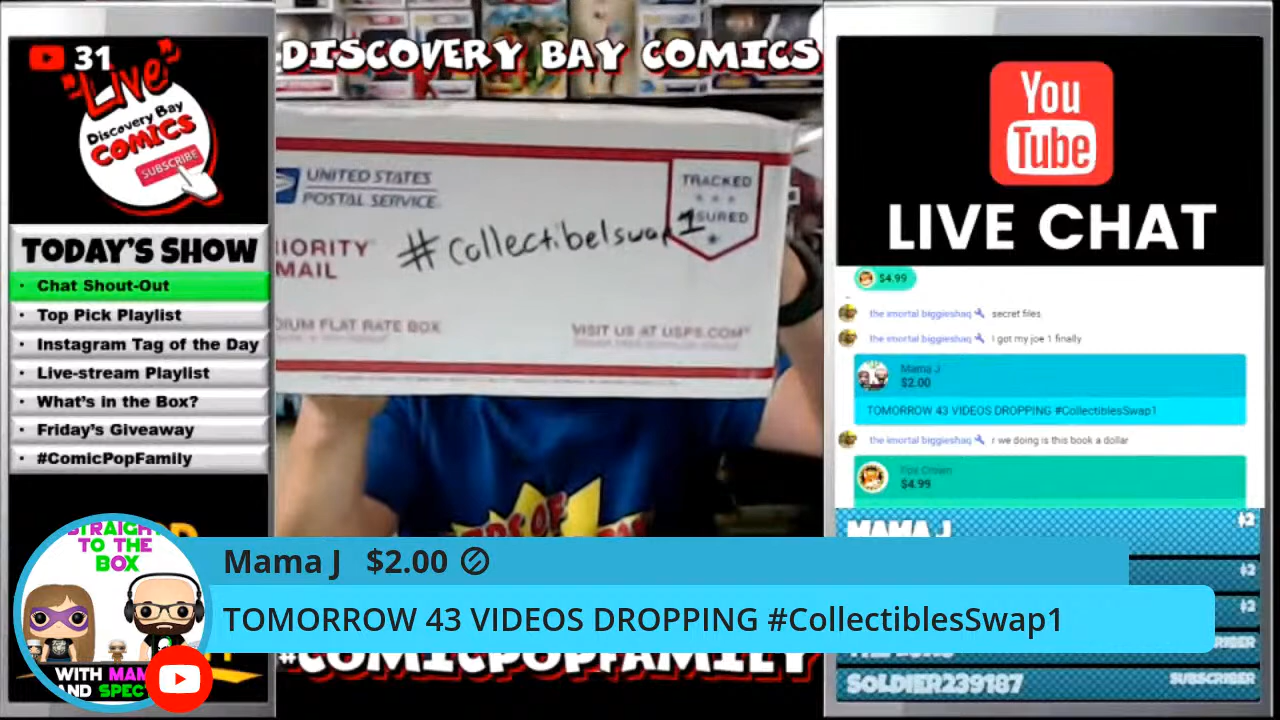 31
Live
Discovery Bay
COMICS
SUBSCRIBE
TODAY'S SHOW
· Chat Shout-Out
· Top Pick Playlist
· Instagram Tag of the Day
· Live-stream Playlist
· What's in the Box?
· Friday's Giveaway
· #ComicPopFamily
DISCOVERY BAY COMICS
UNITED STATES
POSTAL SERVICE
TRACKED
SURED
IORITY
MAIL
#collectibelswap1
DIUM FLAT RATE BOX
VISIT US AT USPS.COM
You
Tube
LIVE CHAT
$4.99
the imortal biggieshaq secret files
the imortal biggieshaq I got my joe 1 finally
Mama J
$2.00
TOMORROW 43 VIDEOS DROPPING #CollectiblesSwap1
the imortal biggieshaq r we doing is this book a dollar
Fox Crown
$4.99
MAMA J $2
$2
$2
SOLDIER239187 SUBSCRIBER
STRAIGHT
TO THE
BOX
WITH MAM
AND SPEC
Mama J $2.00
TOMORROW 43 VIDEOS DROPPING #CollectiblesSwap1
#COMICPOPFAMILY